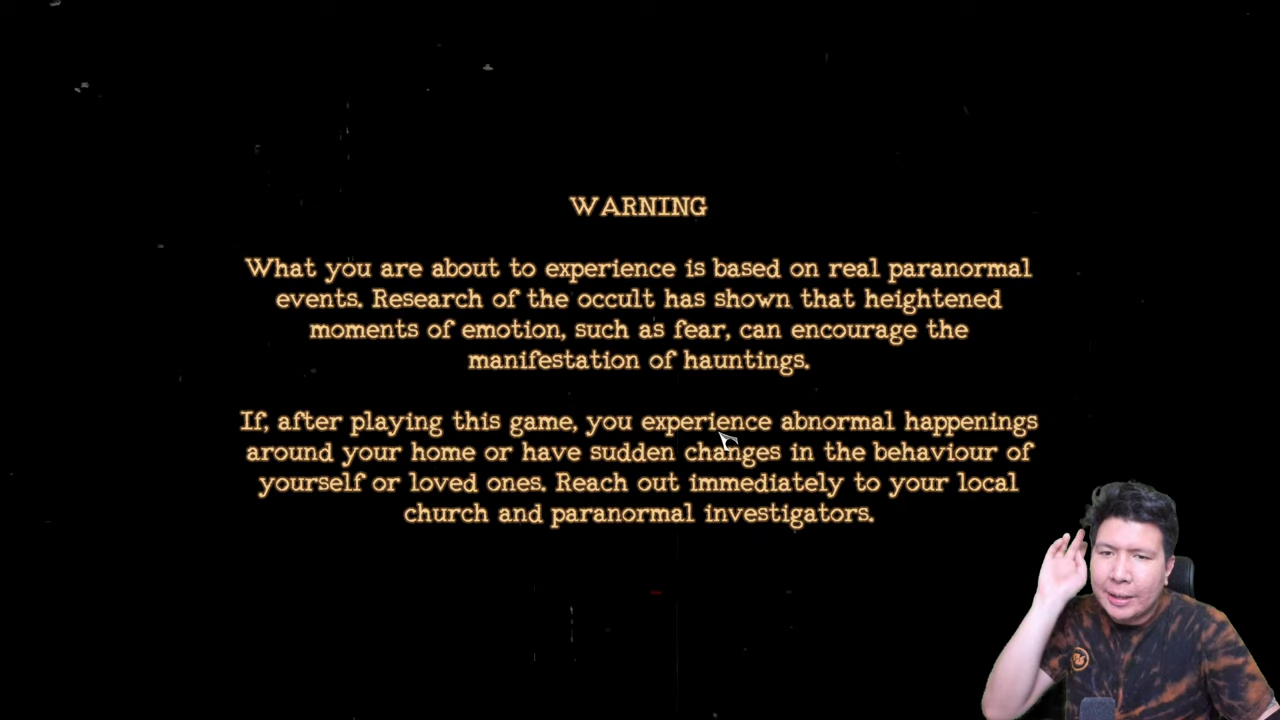 WARNING
What you are about to experience is based on real paranormal
events. Research of the occult has shown that heightened
moments of emotion, such as fear, can encourage the
manifestation of hauntings.
If, after playing this game, you experience abnormal happenings
around your home or have sudden changes in the behaviour of
yourself or loved ones. Reach out immediately to your local
church and paranormal investigators.